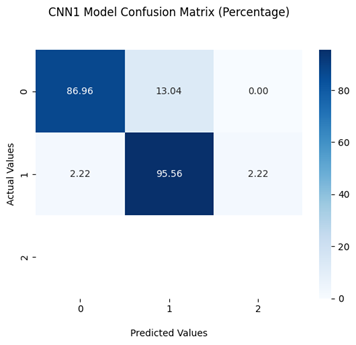 CNN1 Model Confusion Matrix (Percentage)
0 86.96 13.04 0.00 80
60
Actual Values 1 2.22 95.56 2.22 40
20
2 0
0 1 2
Predicted Values